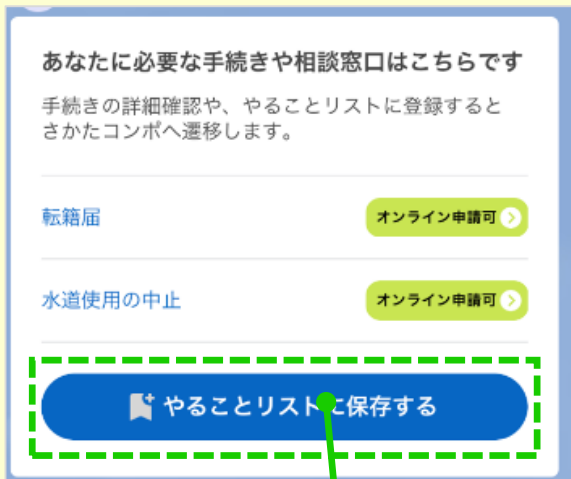 あなたに必要な手続きや相談窓口はこちらです
手続きの詳細確認や、やることリストに登録すると
さかたコンポへ遷移します。
転籍届
オンライン申請可
水道使用の中止
オンライン申請可
やることリストに保存する